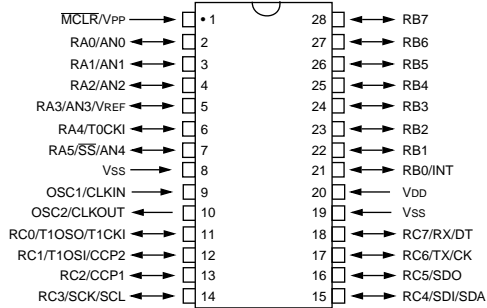 MCLR/VPP 1 28 RB7
RA0/AN0 2 27 RB6
RA1/AN1 3 26 RB5
RA2/AN2 4 25 RB4
RA3/AN3/VREF 5 24 RB3
RA4/T0CKI 6 23 RB2
RA5/SS/AN4 7 22 RB1
VSS 8 21 RB0/INT
OSC1/CLKIN 9 20 VDD
OSC2/CLKOUT 10 19 VSS
RC0/T1OSO/T1CKI 11 18 RC7/RX/DT
RC1/T1OSI/CCP2 12 17 RC6/TX/CK
RC2/CCP1 13 16 RC5/SDO
RC3/SCK/SCL 14 15 RC4/SDI/SDA